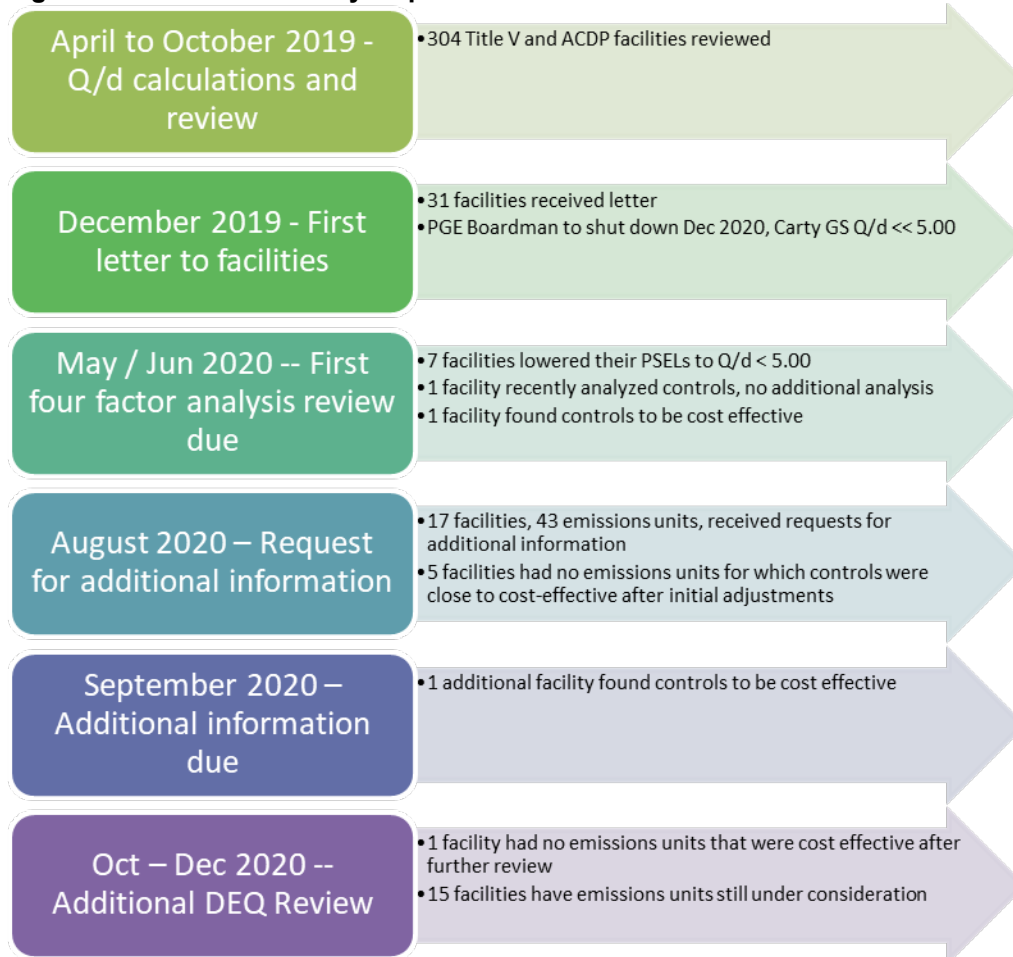 April to October 2019 -
Q/d calculations and
review
•304 Title V and ACDP facilities reviewed
December 2019 - First
letter to facilities
•31 facilities received letter
•PGE Boardman to shut down Dec 2020, Carty GS Q/d << 5.00
May / Jun 2020 -- First
four factor analysis review
due
•7 facilities lowered their PSELs to Q/d < 5.00
•1 facility recently analyzed controls, no additional analysis
•1 facility found controls to be cost effective
August 2020 – Request
for additional information
•17 facilities, 43 emissions units, received requests for
additional information
•5 facilities had no emissions units for which controls were
close to cost-effective after initial adjustments
September 2020 –
Additional information
due
•1 additional facility found controls to be cost effective
Oct – Dec 2020 --
Additional DEQ Review
•1 facility had no emissions units that were cost effective after
further review
•15 facilities have emissions units still under consideration